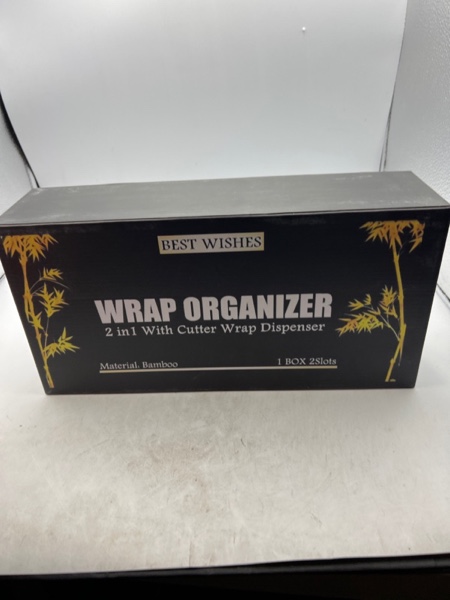 BEST WISHES
WRAP ORGANIZER
2 in1 With Cutter Wrap Dispenser
Material. Bamboo
1 BOX 2Slots